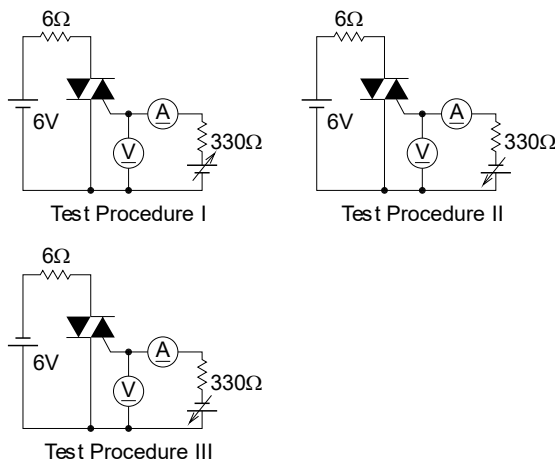 6Ω
6V
A
V
330Ω
Test Procedure I
6Ω
6V
A
V
330Ω
Test Procedure II
6Ω
6V
A
V
330Ω
Test Procedure III